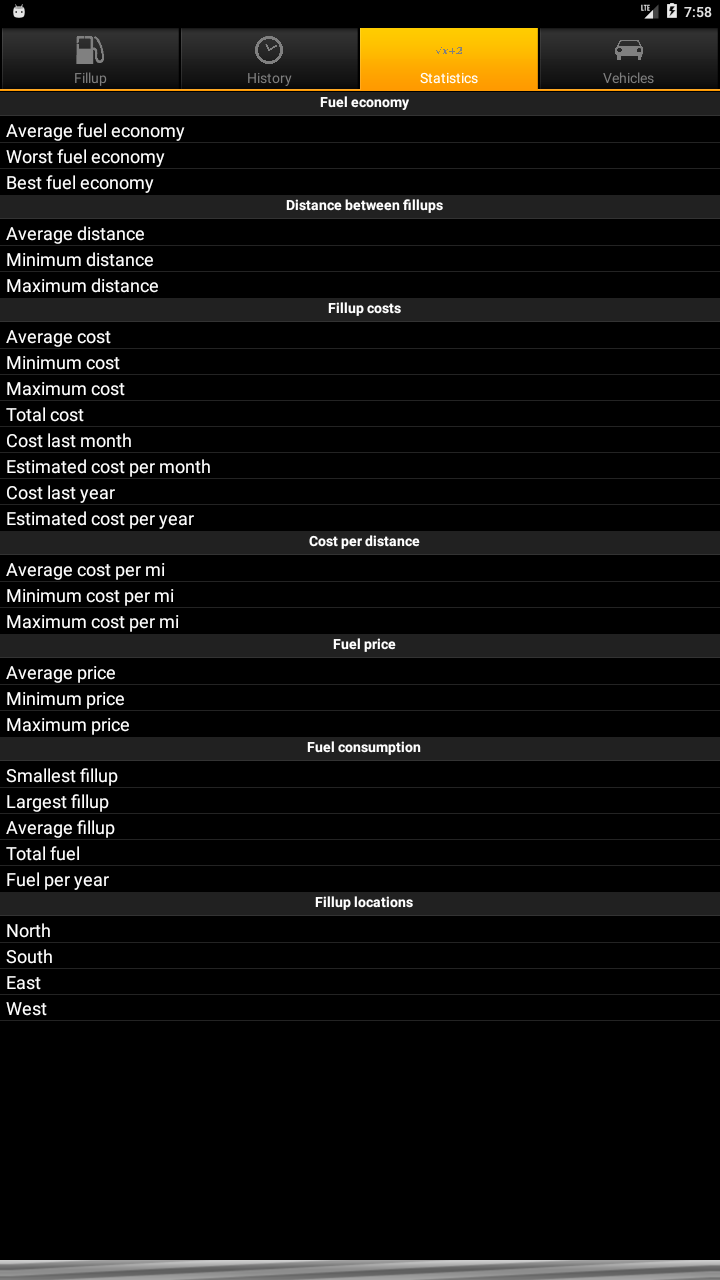 LTE 7:58
Fillup History √x+2 Statistics Vehicles
Fuel economy
Average fuel economy
Worst fuel economy
Best fuel economy
Distance between fillups
Average distance
Minimum distance
Maximum distance
Fillup costs
Average cost
Minimum cost
Maximum cost
Total cost
Cost last month
Estimated cost per month
Cost last year
Estimated cost per year
Cost per distance
Average cost per mi
Minimum cost per mi
Maximum cost per mi
Fuel price
Average price
Minimum price
Maximum price
Fuel consumption
Smallest fillup
Largest fillup
Average fillup
Total fuel
Fuel per year
Fillup locations
North
South
East
West